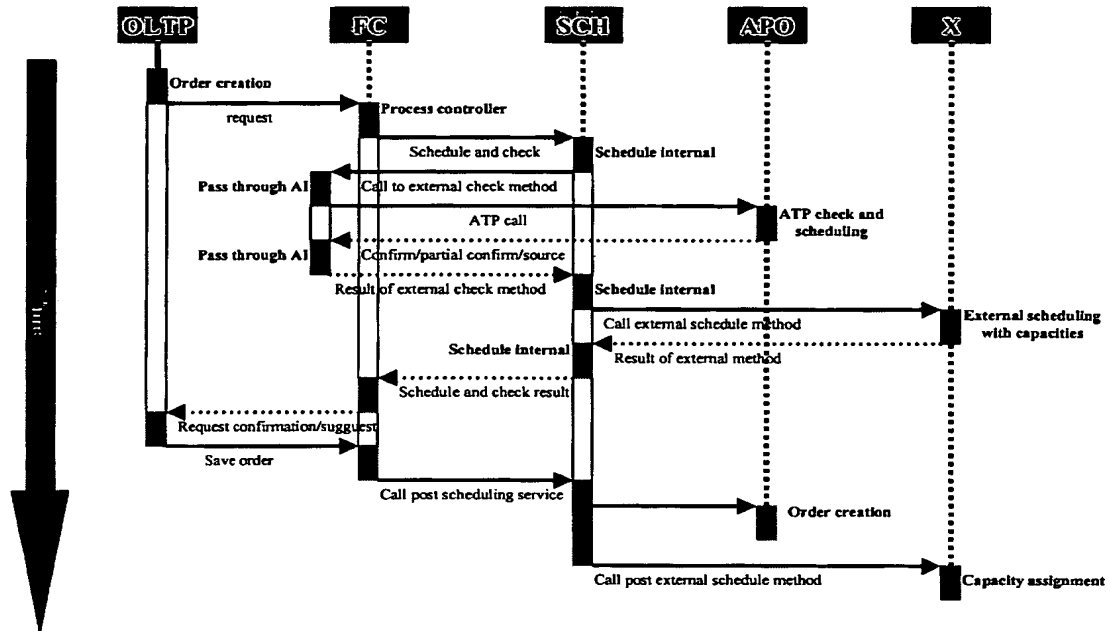 OLTP
FC
SCH
APO
X
Order creation
request
Process controller
Schedule and check
Schedule internal
Pass through AI
Call to external check method
ATP call
ATP check and
scheduling
Pass through AI
Confirm/partial confirm/source
Result of external check method
Schedule internal
Call external schedule method
External scheduling
with capacities
Schedule internal
Result of external method
Schedule and check result
Request confirmation/sugguest
Save order
Call post scheduling service
Order creation
Call post external schedule method
Capacity assignment